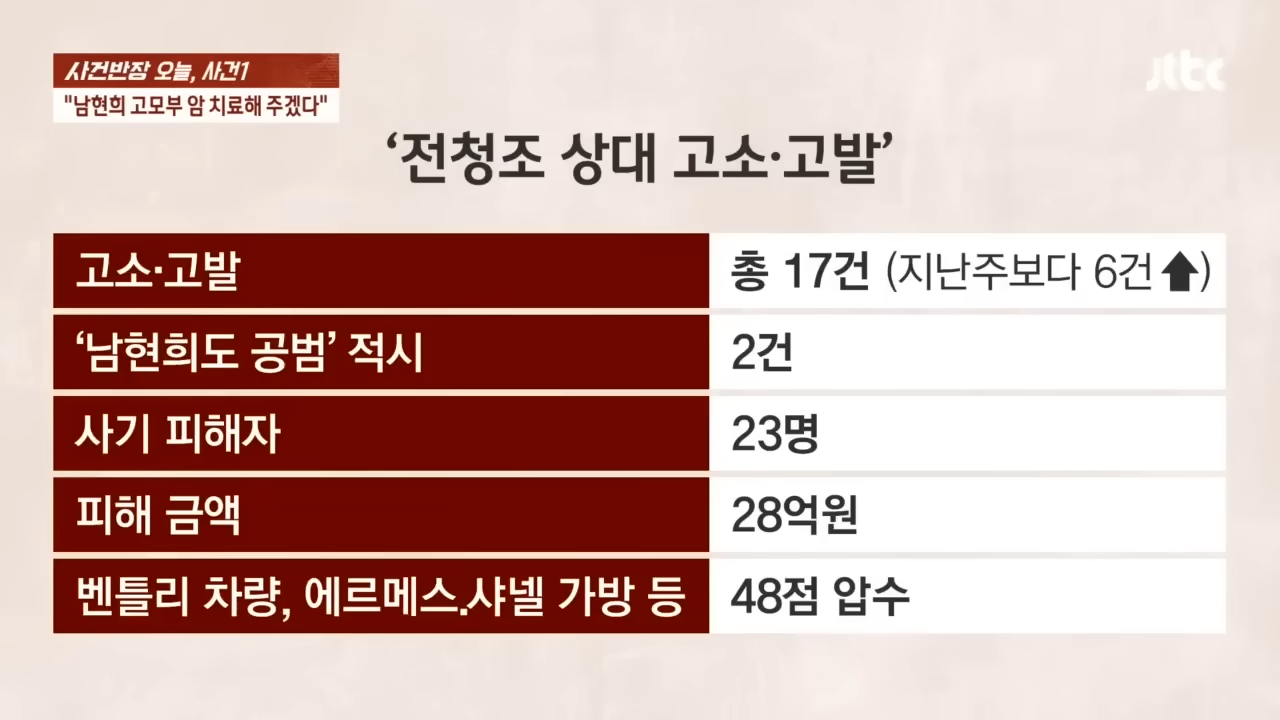 사건반장 오늘, 사건1
"남현희 고모부 암 치료해 주겠다"
jtbc
‘전청조 상대 고소·고발’
고소·고발 총 17건 (지난주보다 6건⬆)
‘남현희도 공범’ 적시 2건
사기 피해자 23명
피해 금액 28억원
벤틀리 차량, 에르메스.샤넬 가방 등 48점 압수